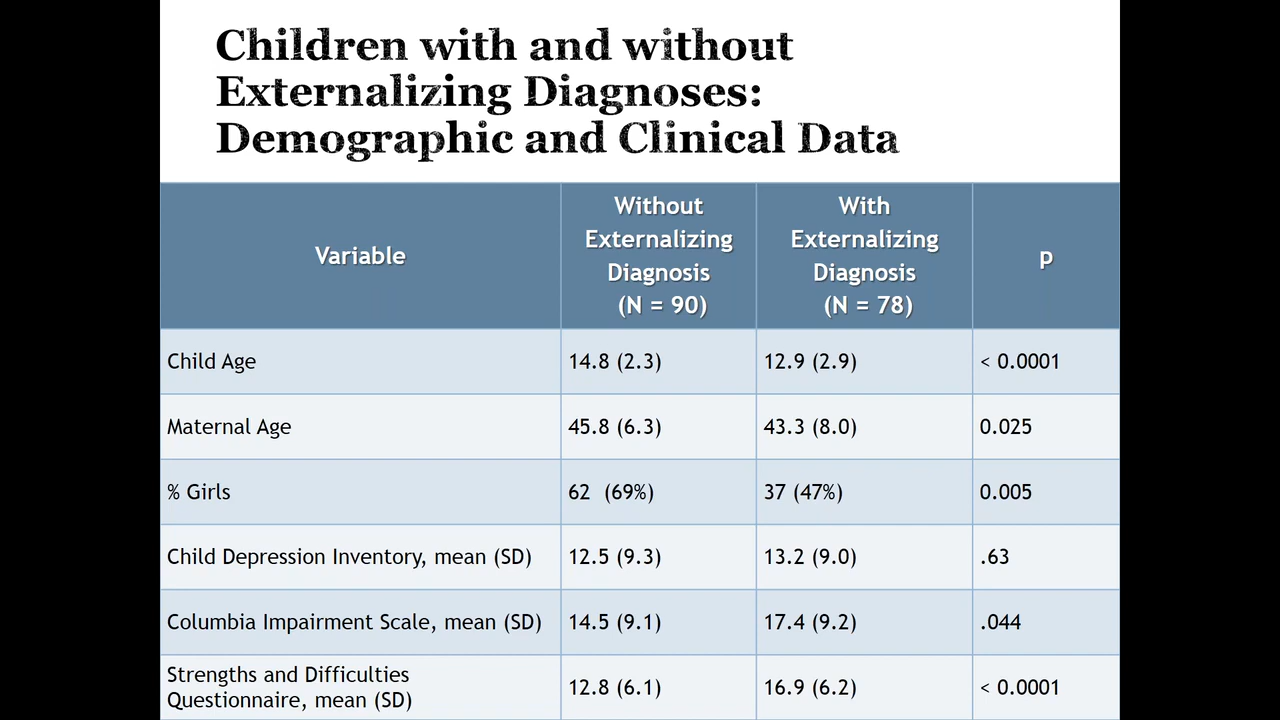 Children with and without
Externalizing Diagnoses:
Demographic and Clinical Data
Variable
Without
Externalizing
Diagnosis
(N = 90)
With
Externalizing
Diagnosis
(N = 78)
p
Child Age
14.8 (2.3)
12.9 (2.9)
< 0.0001
Maternal Age
45.8 (6.3)
43.3 (8.0)
0.025
% Girls
62 (69%)
37 (47%)
0.005
Child Depression Inventory, mean (SD)
12.5 (9.3)
13.2 (9.0)
.63
Columbia Impairment Scale, mean (SD)
14.5 (9.1)
17.4 (9.2)
.044
Strengths and Difficulties
Questionnaire, mean (SD)
12.8 (6.1)
16.9 (6.2)
< 0.0001